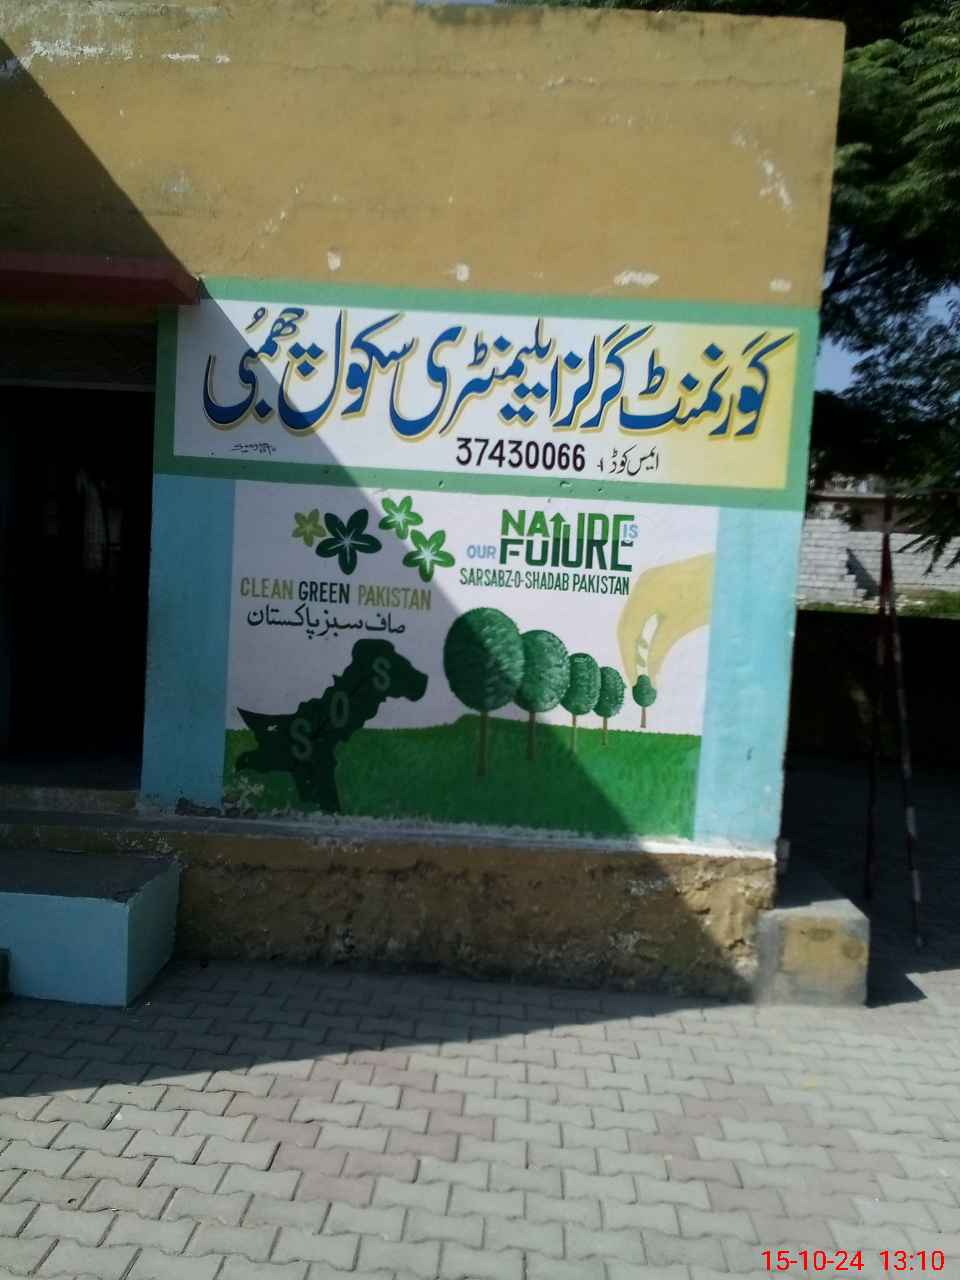 گورنمنٹ گرلز ایلیمنٹری سکول چھمبی
ایمس کوڈ : 37430066
NATURE IS
OUR FUTURE
SARSABZ-O-SHADAB PAKISTAN
CLEAN GREEN PAKISTAN
صاف سبز پاکستان
SOS
15-10-24 13:10